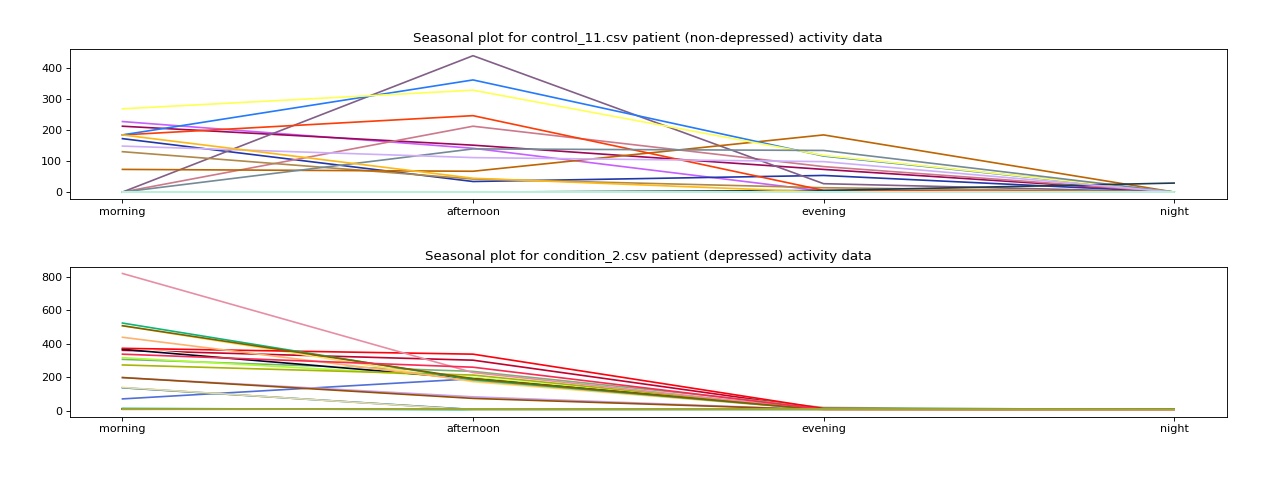 Seasonal plot for control_11.csv patient (non-depressed) activity data
400
300
200
100
0
morning afternoon evening night
Seasonal plot for condition_2.csv patient (depressed) activity data
800
600
400
200
0
morning afternoon evening night